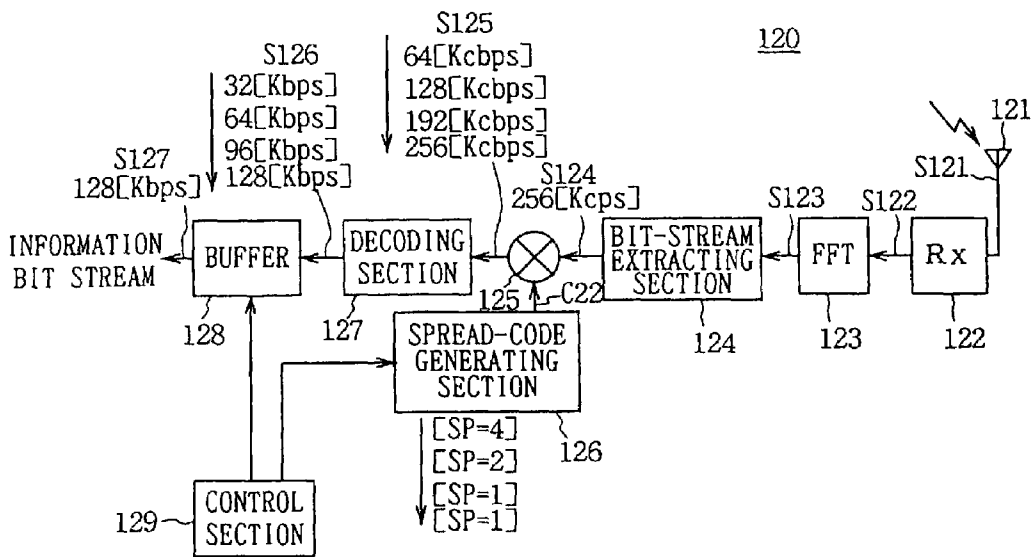 120
S125
64[Kcbps]
128[Kcbps]
192[Kcbps]
256[Kcbps]
S126
32[Kbps]
64[Kbps]
96[Kbps]
128[Kbps]
S127
128[Kbps]
S124
256[Kcps]
S123
S122
S121
121
INFORMATION
BIT STREAM
BUFFER
128
DECODING
SECTION
127
125
C22
BIT-STREAM
EXTRACTING
SECTION
124
FFT
123
Rx
122
SPREAD-CODE
GENERATING
SECTION
126
[SP=4]
[SP=2]
[SP=1]
[SP=1]
CONTROL
SECTION
129